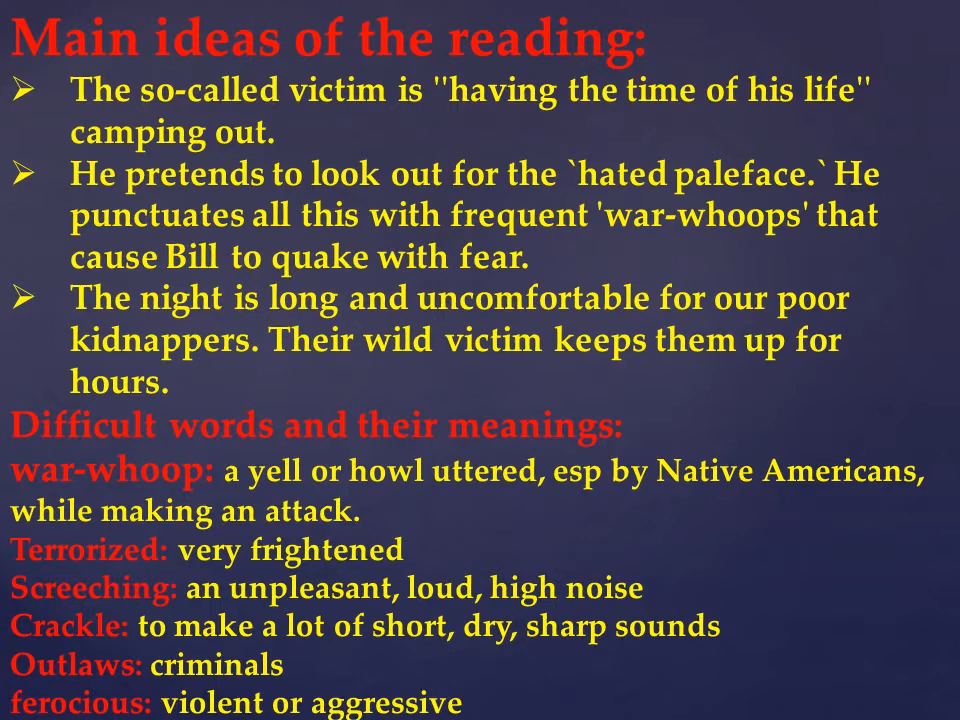 Main ideas of the reading:
➢ The so-called victim is "having the time of his life"
camping out.
➢ He pretends to look out for the `hated paleface.` He
punctuates all this with frequent 'war-whoops' that
cause Bill to quake with fear.
➢ The night is long and uncomfortable for our poor
kidnappers. Their wild victim keeps them up for
hours.
Difficult words and their meanings:
war-whoop: a yell or howl uttered, esp by Native Americans,
while making an attack.
Terrorized: very frightened
Screeching: an unpleasant, loud, high noise
Crackle: to make a lot of short, dry, sharp sounds
Outlaws: criminals
ferocious: violent or aggressive